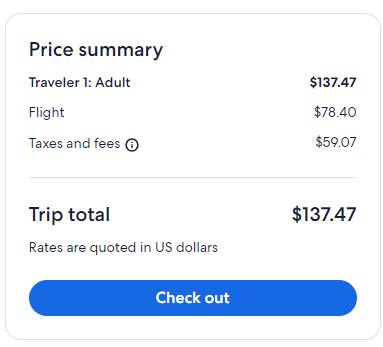 Price summary
Traveler 1: Adult $137.47
Flight $78.40
Taxes and fees $59.07
Trip total $137.47
Rates are quoted in US dollars
Check out